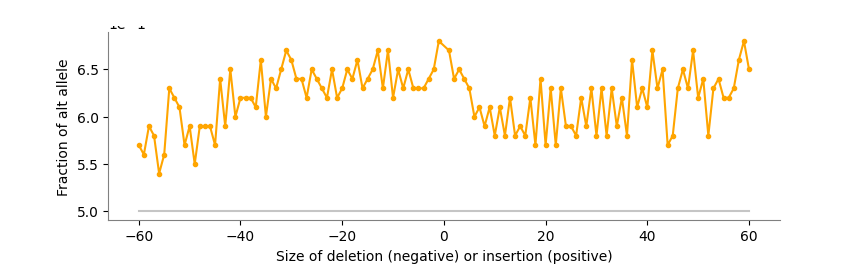 6.5
6.0
5.5
5.0
Fraction of alt allele
−60 −40 −20 0 20 40 60
Size of deletion (negative) or insertion (positive)